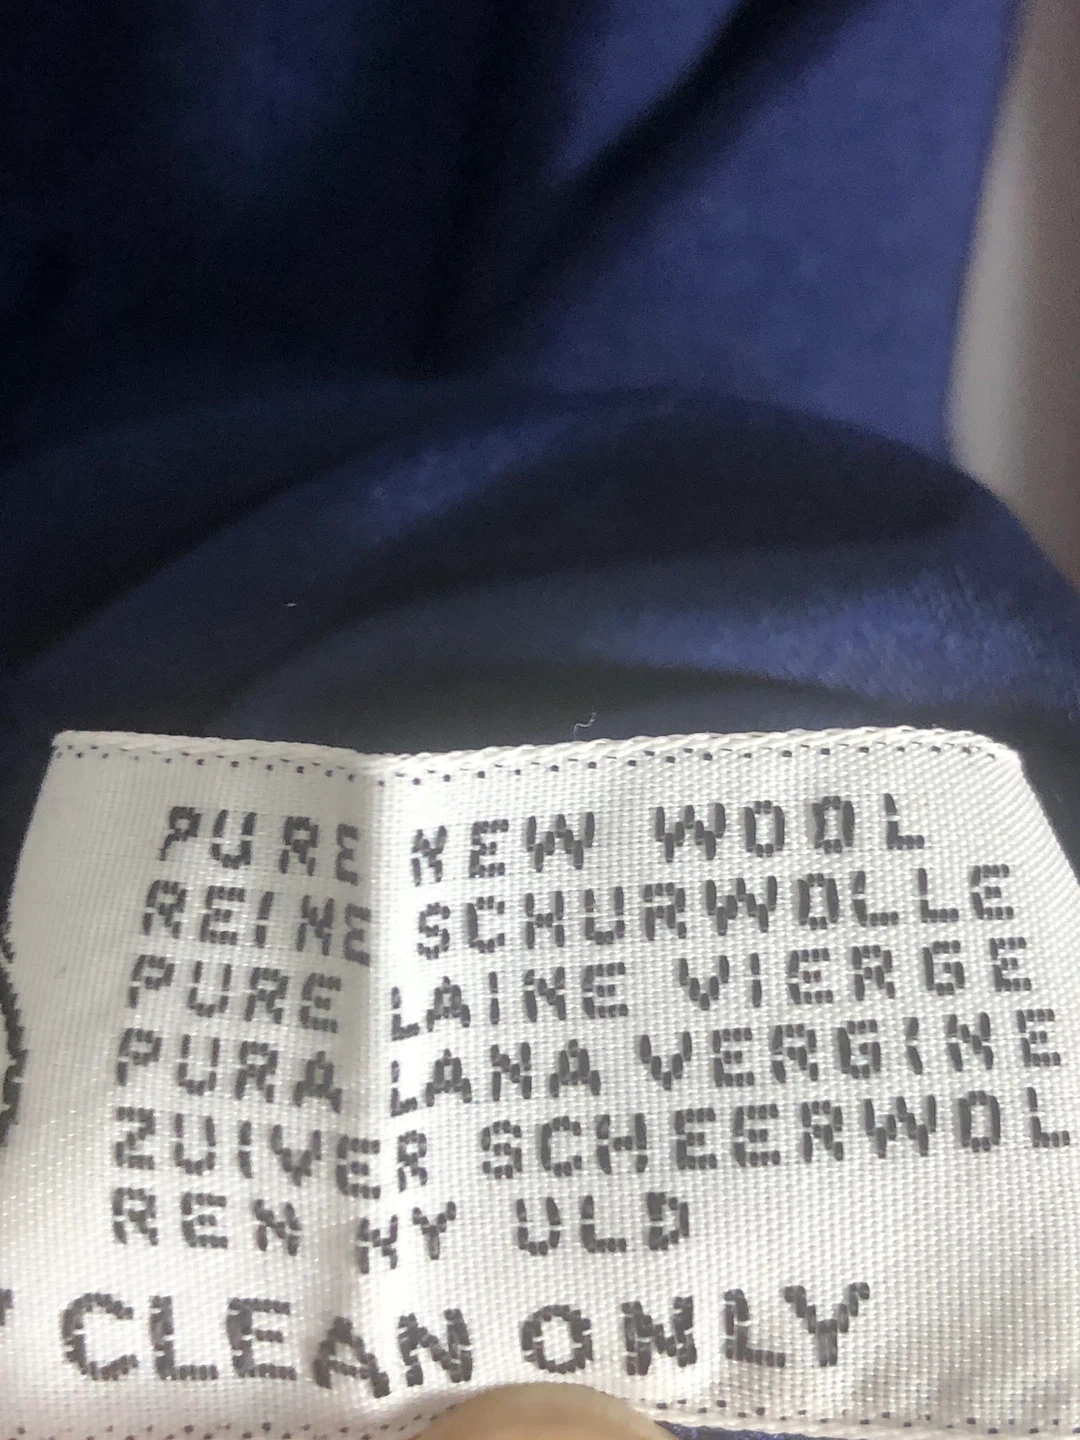 PURE NEW WOOL
REINE SCHURWOLLE
PURE LAINE VIERGE
PURA LANA VERGINE
ZUIVER SCHEERWOL
REN NY ULD
CLEAN ONLY